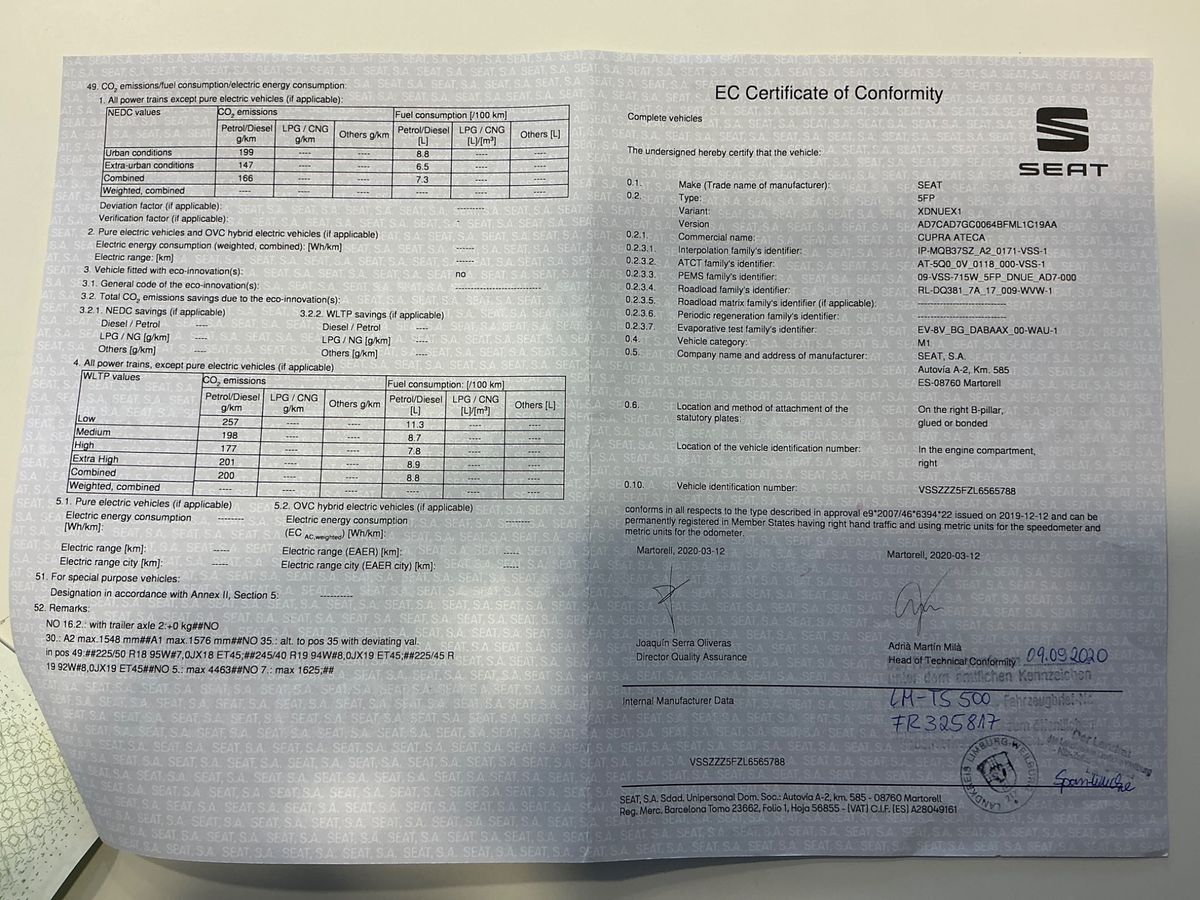 49. CO₂ emissions/fuel consumption/electric energy consumption:
1. All power trains except pure electric vehicles (if applicable):
NEDC values CO₂ emissions Fuel consumption [/100 km]
Petrol/Diesel g/km LPG / CNG g/km Others g/km Petrol/Diesel [L] LPG / CNG [L]/[m³] Others [L]
Urban conditions 199 ---- ---- 8.8 ---- ----
Extra-urban conditions 147 ---- ---- 6.5 ---- ----
Combined 166 ---- ---- 7.3 ---- ----
Weighted, combined ---- ---- ---- ---- ---- ----
Deviation factor (if applicable): ---------
Verification factor (if applicable): -
2. Pure electric vehicles and OVC hybrid electric vehicles (if applicable)
Electric energy consumption (weighted, combined): [Wh/km] ------
Electric range: [km] ------
3. Vehicle fitted with eco-innovation(s): no
3.1. General code of the eco-innovation(s): ----------------------------
3.2. Total CO₂ emissions savings due to the eco-innovation(s):
3.2.1. NEDC savings (if applicable) 3.2.2. WLTP savings (if applicable)
Diesel / Petrol ---- Diesel / Petrol ----
LPG / NG [g/km] ---- LPG / NG [g/km] ----
Others [g/km] ---- Others [g/km] ----
4. All power trains, except pure electric vehicles (if applicable)
WLTP values CO₂ emissions Fuel consumption: [/100 km]
Petrol/Diesel g/km LPG / CNG g/km Others g/km Petrol/Diesel [L] LPG / CNG [L]/[m³] Others [L]
Low 257 ---- ---- 11.3 ---- ----
Medium 198 ---- ---- 8.7 ---- ----
High 177 ---- ---- 7.8 ---- ----
Extra High 201 ---- ---- 8.9 ---- ----
Combined 200 ---- ---- 8.8 ---- ----
Weighted, combined ---- ---- ---- ---- ---- ----
5.1. Pure electric vehicles (if applicable) 5.2. OVC hybrid electric vehicles (if applicable)
Electric energy consumption -------- Electric energy consumption -------
[Wh/km]: (EC AC,weighted) [Wh/km]:
Electric range [km]: ----- Electric range (EAER) [km]: -----
Electric range city [km]: ----- Electric range city (EAER city) [km]: -----
51. For special purpose vehicles:
Designation in accordance with Annex II, Section 5: ----------
52. Remarks:
NO 16.2.: with trailer axle 2:+0 kg##NO
30.: A2 max.1548 mm##A1 max.1576 mm##NO 35.: alt. to pos 35 with deviating val.
in pos 49:##225/50 R18 95W#7,0JX18 ET45;##245/40 R19 94W#8,0JX19 ET45;##225/45 R
19 92W#8,0JX19 ET45##NO 5.: max 4463##NO 7.: max 1625;##
EC Certificate of Conformity
Complete vehicles
SEAT
The undersigned hereby certify that the vehicle:
0.1. Make (Trade name of manufacturer): SEAT
0.2. Type: 5FP
Variant: XDNUEX1
Version AD7CAD7GC0064BFML1C19AA
0.2.1. Commercial name: CUPRA ATECA
0.2.3.1. Interpolation family's identifier: IP-MQB37SZ_A2_0171-VSS-1
0.2.3.2. ATCT family's identifier: AT-5Q0_0V_0118_000-VSS-1
0.2.3.3. PEMS family's identifier: 09-VSS-715W_5FP_DNUE_AD7-000
0.2.3.4. Roadload family's identifier: RL-DQ381_7A_17_009-WVW-1
0.2.3.5. Roadload matrix family's identifier (if applicable): -----------------------------
0.2.3.6. Periodic regeneration family's identifier: -----------------------------
0.2.3.7. Evaporative test family's identifier: EV-8V_BG_DABAAX_00-WAU-1
0.4. Vehicle category: M1
0.5. Company name and address of manufacturer: SEAT, S.A.
Autovía A-2, Km. 585
ES-08760 Martorell
0.6. Location and method of attachment of the statutory plates: On the right B-pillar,
glued or bonded
Location of the vehicle identification number: In the engine compartment,
right
0.10. Vehicle identification number: VSSZZZ5FZL6565788
conforms in all respects to the type described in approval e9*2007/46*6394*22 issued on 2019-12-12 and can be
permanently registered in Member States having right hand traffic and using metric units for the speedometer and
metric units for the odometer.
Martorell, 2020-03-12 Martorell, 2020-03-12
Joaquín Serra Oliveras Adrià Martín Milà
Director Quality Assurance Head of Technical Conformity 09.09.2020
unter dem amtlichen Kennzeichen
Internal Manufacturer Data LM-TS 500 Fahrzeugbrief-Nr.
FR325817
Der Landrat
LANDKREIS LIMBURG-WEILBURG
VSSZZZ5FZL6565788
SEAT, S.A. Sdad. Unipersonal Dom. Soc.: Autovía A-2, km. 585 - 08760 Martorell
Reg. Merc. Barcelona Tomo 23662, Folio 1, Hoja 56855 - (VAT) C.I.F. (ES) A28049161